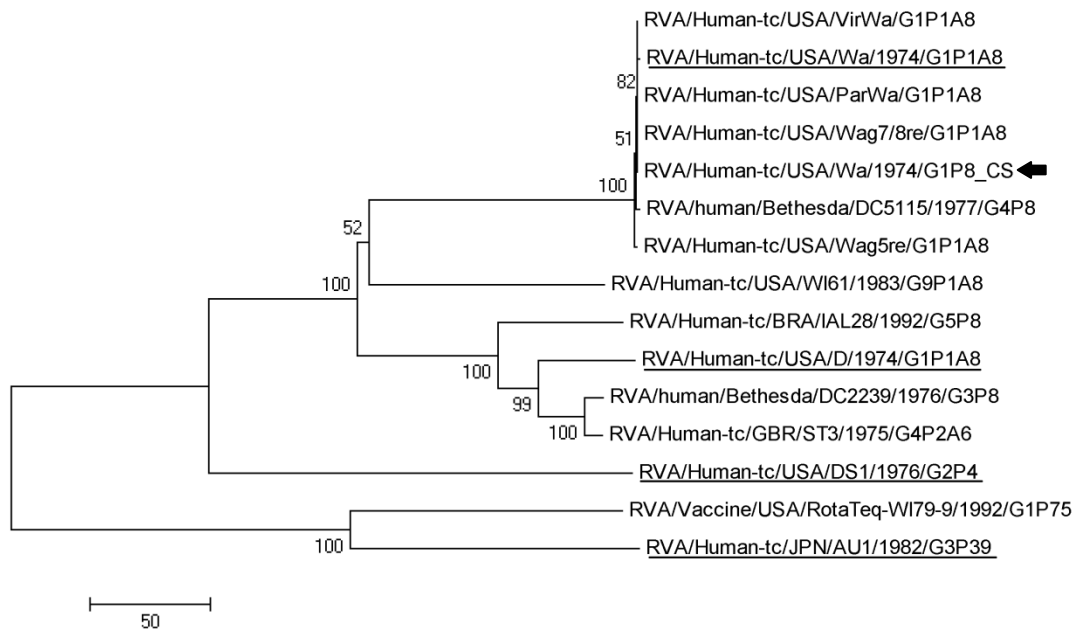 RVA/Human-tc/USA/VirWa/G1P1A8
RVA/Human-tc/USA/Wa/1974/G1P1A8
82
RVA/Human-tc/USA/ParWa/G1P1A8
51
RVA/Human-tc/USA/Wag7/8re/G1P1A8
RVA/Human-tc/USA/Wa/1974/G1P8_CS
100
RVA/human/Bethesda/DC5115/1977/G4P8
52
RVA/Human-tc/USA/Wag5re/G1P1A8
100
RVA/Human-tc/USA/WI61/1983/G9P1A8
RVA/Human-tc/BRA/IAL28/1992/G5P8
100
RVA/Human-tc/USA/D/1974/G1P1A8
99
RVA/human/Bethesda/DC2239/1976/G3P8
100
RVA/Human-tc/GBR/ST3/1975/G4P2A6
RVA/Human-tc/USA/DS1/1976/G2P4
RVA/Vaccine/USA/RotaTeq-WI79-9/1992/G1P75
100
RVA/Human-tc/JPN/AU1/1982/G3P39
50